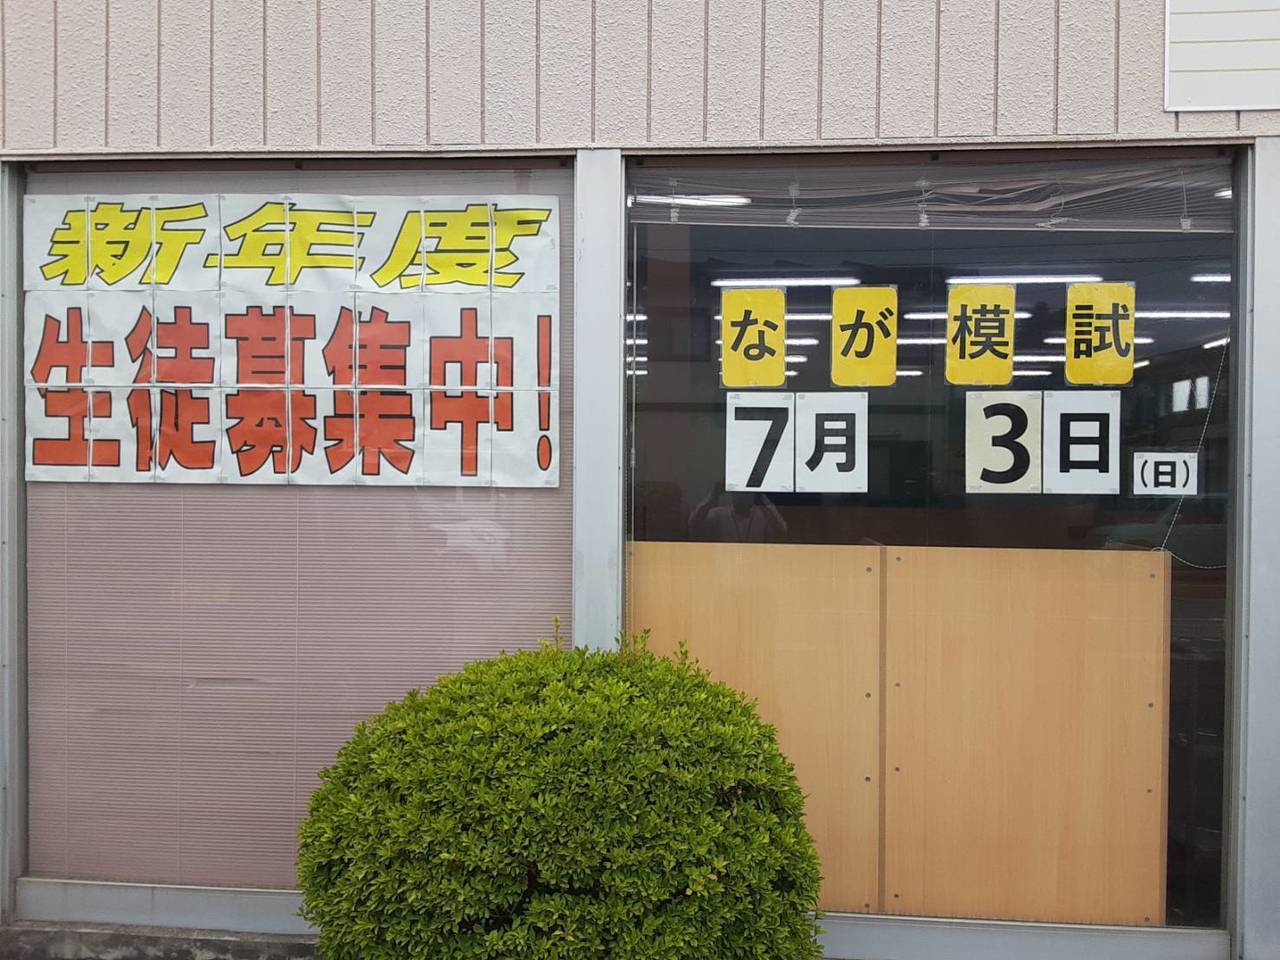 新年度
生徒募集中!
なが模試
7月3日(日)